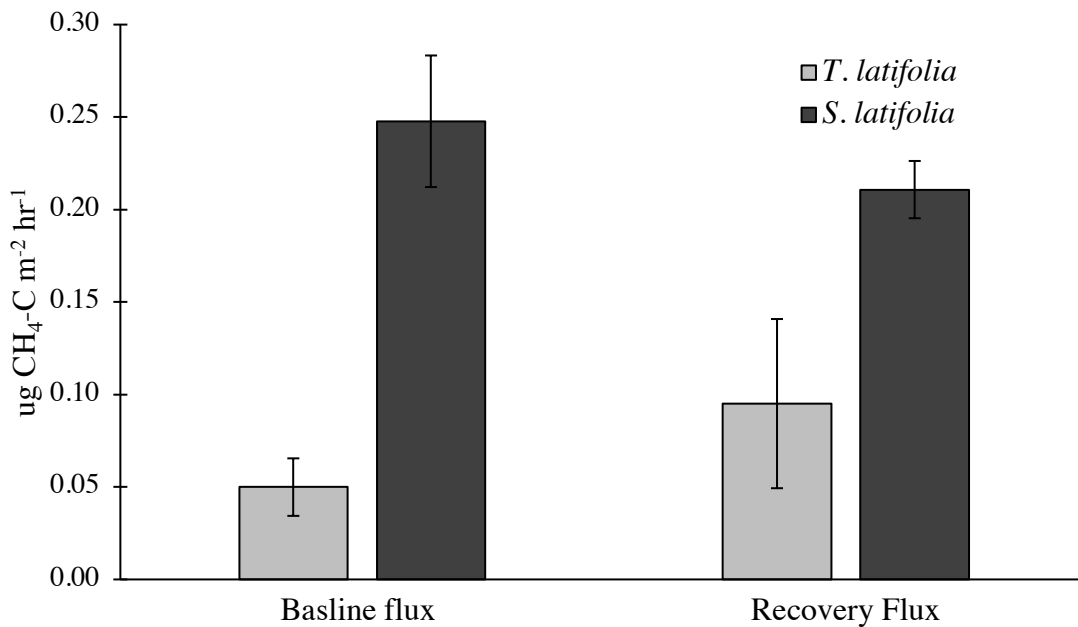 0.30
0.25
0.20
0.15
0.10
0.05
0.00
ug CH₄-C m⁻² hr⁻¹
T. latifolia
S. latifolia
Basline flux
Recovery Flux